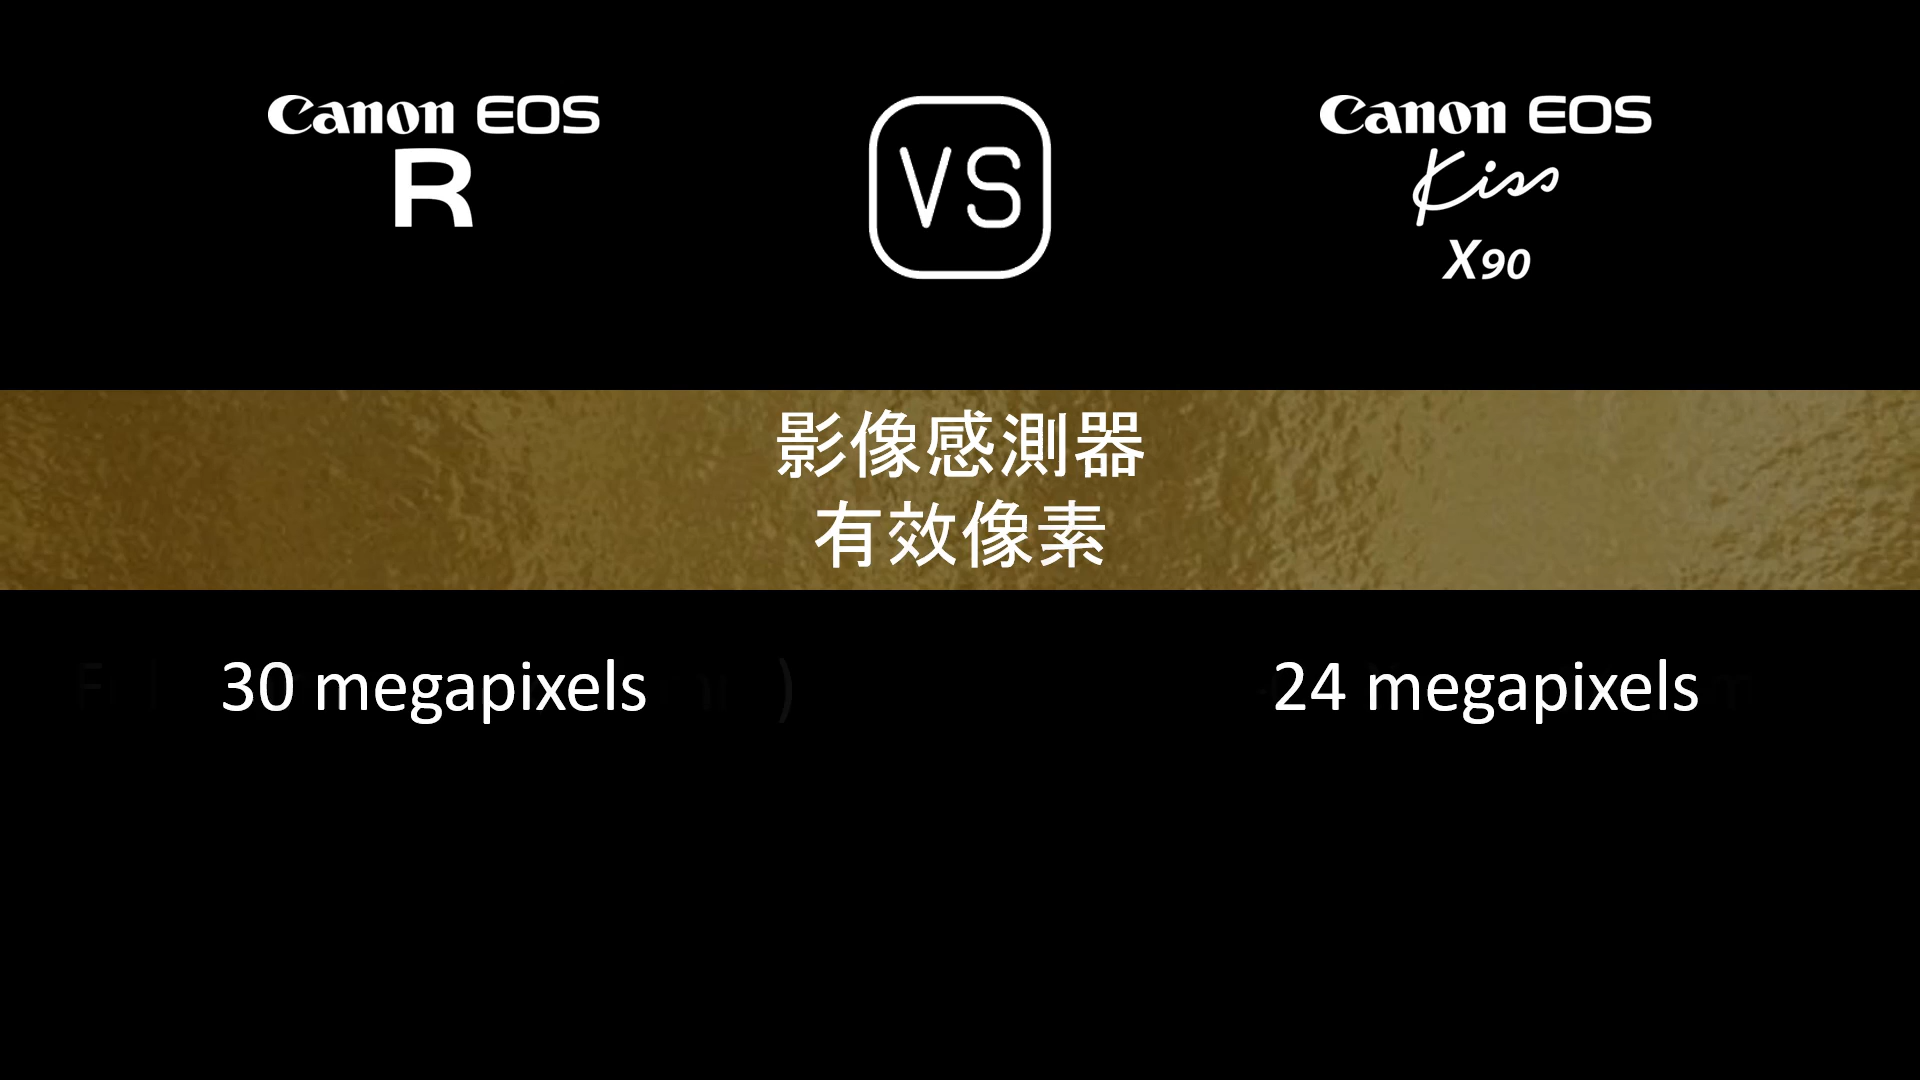 Canon EOS
R
VS
Canon EOS
Kiss
X90
影像感測器
有效像素
30 megapixels
24 megapixels